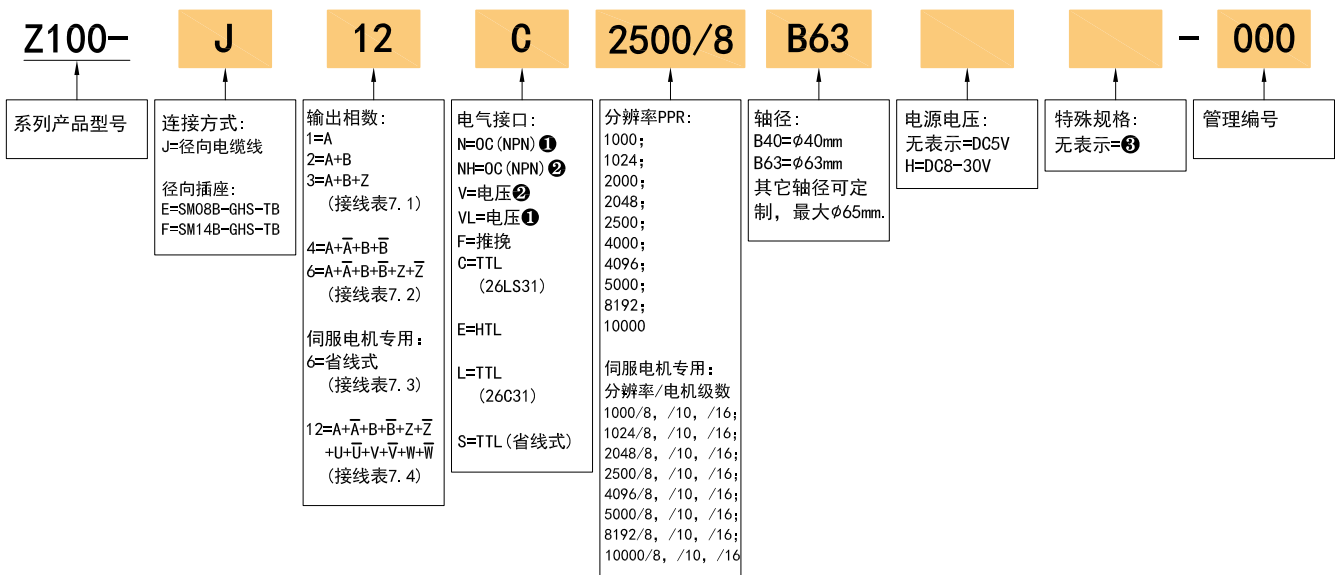 Z100- J 12 C 2500/8 B63 - 000
系列产品型号
连接方式:
J=径向电缆线
径向插座:
E=SM08B-GHS-TB
F=SM14B-GHS-TB
输出相数:
1=A
2=A+B
3=A+B+Z
(接线表7.1)
4=A+A̅+B+B̅
6=A+A̅+B+B̅+Z+Z̅
(接线表7.2)
伺服电机专用:
6=省线式
(接线表7.3)
12=A+A̅+B+B̅+Z+Z̅
+U+U̅+V+V̅+W+W̅
(接线表7.4)
电气接口:
N=OC(NPN)❶
NH=OC(NPN)❷
V=电压❷
VL=电压❶
F=推挽
C=TTL
(26LS31)
E=HTL
L=TTL
(26C31)
S=TTL(省线式)
分辨率PPR:
1000;
1024;
2000;
2048;
2500;
4000;
4096;
5000;
8192;
10000
伺服电机专用:
分辨率/电机级数
1000/8, /10, /16;
1024/8, /10, /16;
2048/8, /10, /16;
2500/8, /10, /16;
4096/8, /10, /16;
5000/8, /10, /16;
8192/8, /10, /16;
10000/8, /10, /16
轴径:
B40=φ40mm
B63=φ63mm
其它轴径可定
制, 最大φ65mm.
电源电压:
无表示=DC5V
H=DC8-30V
特殊规格:
无表示=❸
管理编号